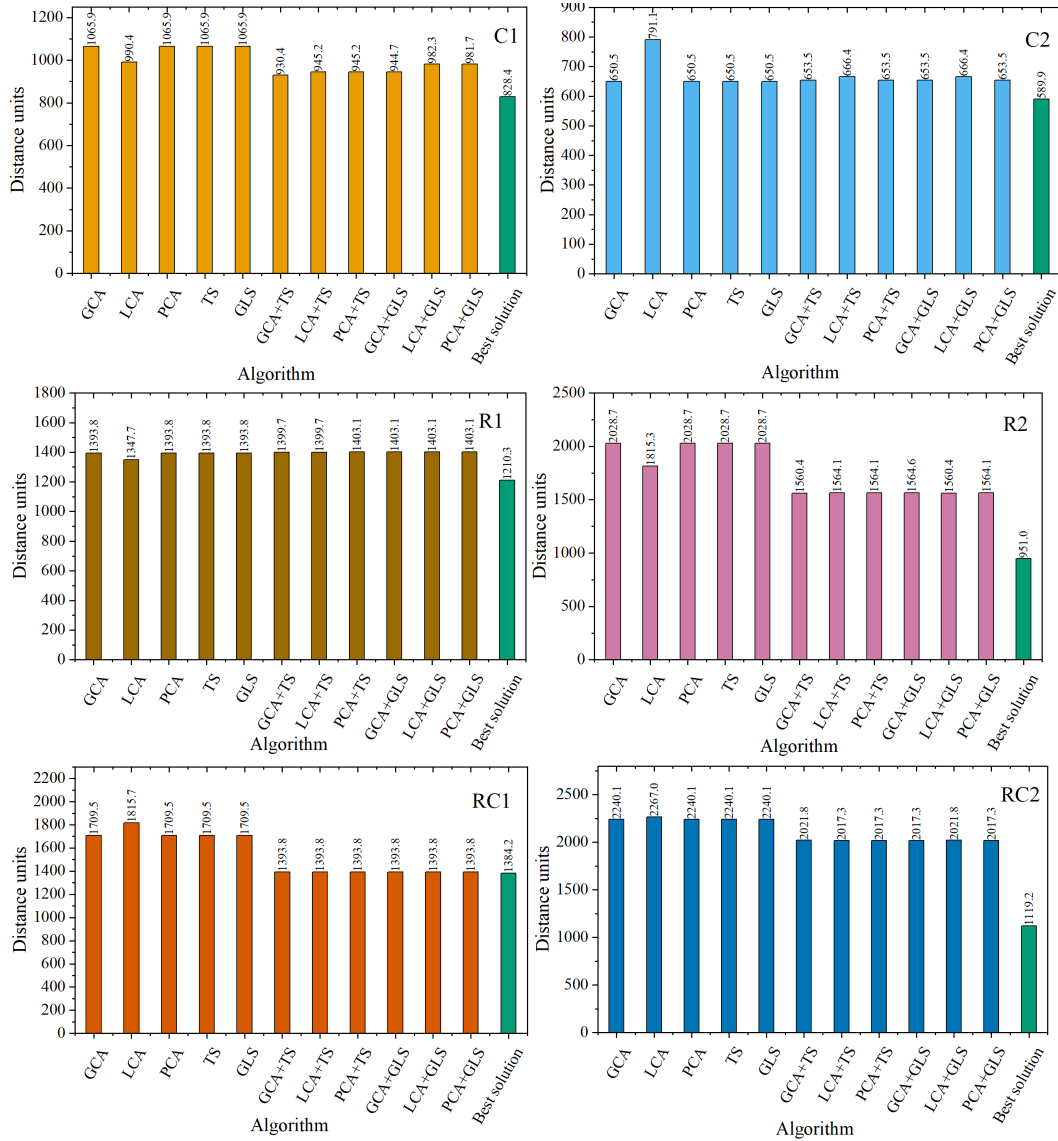 C1
Distance units
1200
1000
800
600
400
200
0
1065.9
990.4
1065.9
1065.9
1065.9
930.4
945.2
945.2
944.7
982.3
981.7
828.4
GCA
LCA
PCA
TS
GLS
GCA+TS
LCA+TS
PCA+TS
GCA+GLS
LCA+GLS
PCA+GLS
Best solution
Algorithm
C2
Distance units
900
800
700
600
500
400
300
200
100
0
650.5
791.1
650.5
650.5
650.5
653.5
666.4
653.5
653.5
666.4
653.5
589.9
GCA
LCA
PCA
TS
GLS
GCA+TS
LCA+TS
PCA+TS
GCA+GLS
LCA+GLS
PCA+GLS
Best solution
Algorithm
R1
Distance units
1800
1600
1400
1200
1000
800
600
400
200
0
1393.8
1347.7
1393.8
1393.8
1393.8
1399.7
1399.7
1403.1
1403.1
1403.1
1403.1
1210.3
GCA
LCA
PCA
TS
GLS
GCA+TS
LCA+TS
PCA+TS
GCA+GLS
LCA+GLS
PCA+GLS
Best solution
Algorithm
R2
Distance units
2500
2000
1500
1000
500
0
2028.7
1815.3
2028.7
2028.7
2028.7
1560.4
1564.1
1564.1
1564.6
1560.4
1564.1
951.0
GCA
LCA
PCA
TS
GLS
GCA+TS
LCA+TS
PCA+TS
GCA+GLS
LCA+GLS
PCA+GLS
Best solution
Algorithm
RC1
Distance units
2200
2000
1800
1600
1400
1200
1000
800
600
400
200
0
1709.5
1815.7
1709.5
1709.5
1709.5
1393.8
1393.8
1393.8
1393.8
1393.8
1393.8
1384.2
GCA
LCA
PCA
TS
GLS
GCA+TS
LCA+TS
PCA+TS
GCA+GLS
LCA+GLS
PCA+GLS
Best solution
Algorithm
RC2
Distance units
2500
2000
1500
1000
500
0
2240.1
2267.0
2240.1
2240.1
2240.1
2021.8
2017.3
2017.3
2017.3
2021.8
2017.3
1119.2
GCA
LCA
PCA
TS
GLS
GCA+TS
LCA+TS
PCA+TS
GCA+GLS
LCA+GLS
PCA+GLS
Best solution
Algorithm